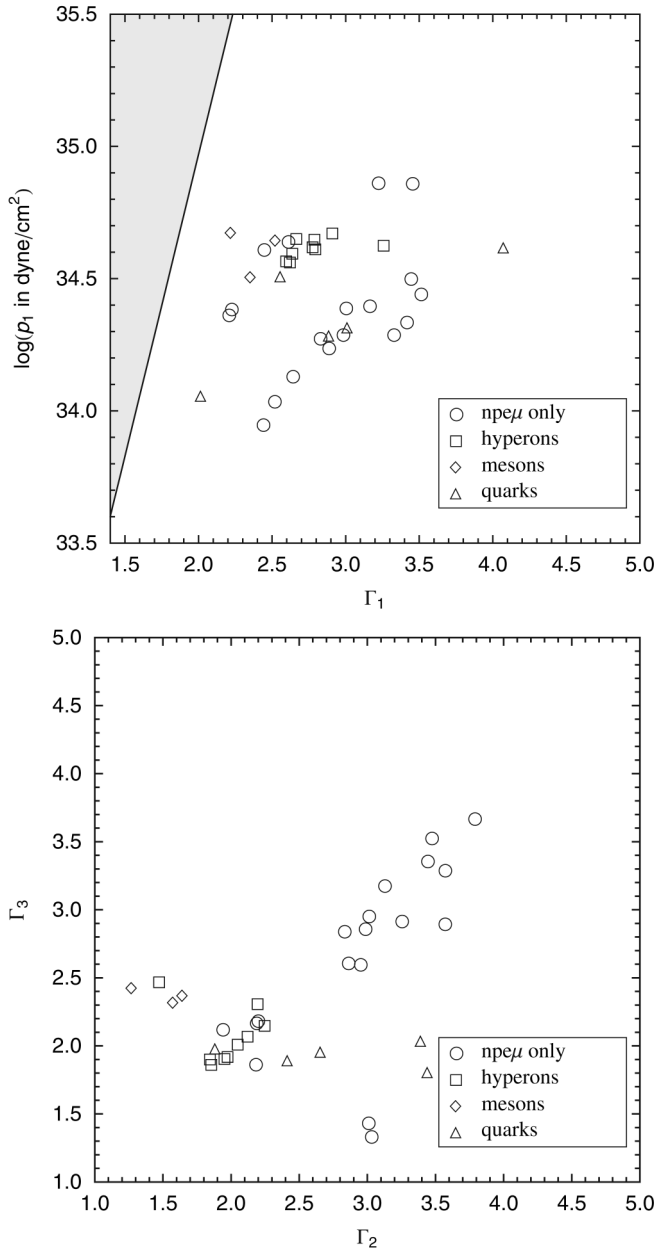 35.5
35.0
34.5
34.0
33.5
log(p₁ in dyne/cm²)
npeμ only
hyperons
mesons
quarks
1.5 2.0 2.5 3.0 3.5 4.0 4.5 5.0
Γ₁
5.0
4.5
4.0
3.5
3.0
2.5
2.0
1.5
1.0
Γ₃
npeμ only
hyperons
mesons
quarks
1.0 1.5 2.0 2.5 3.0 3.5 4.0 4.5 5.0
Γ₂